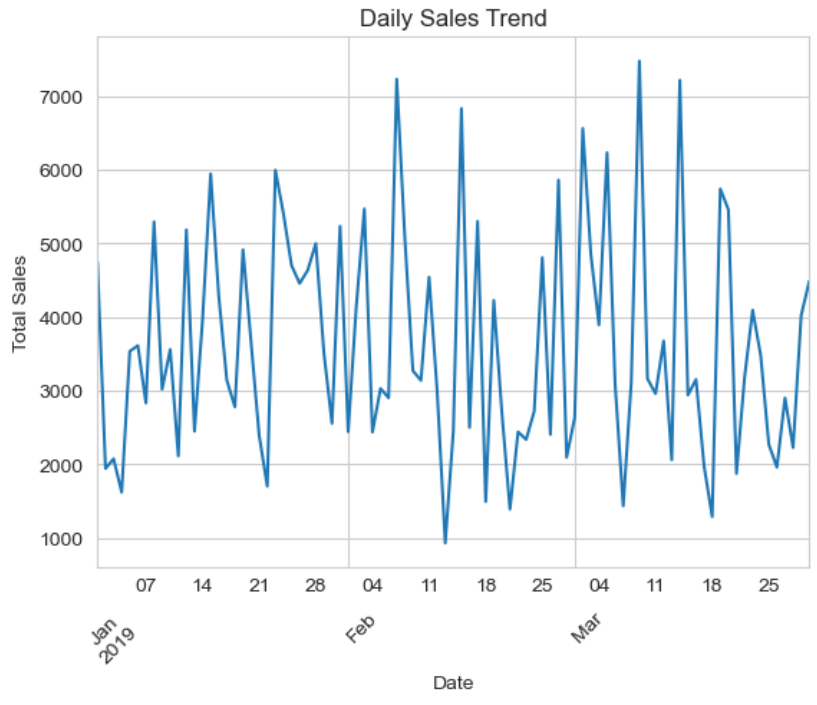 Daily Sales Trend
7000
6000
5000
4000
3000
2000
1000
Total Sales
07 14 21 28 04 11 18 25 04 11 18 25
Jan
2019
Feb
Mar
Date